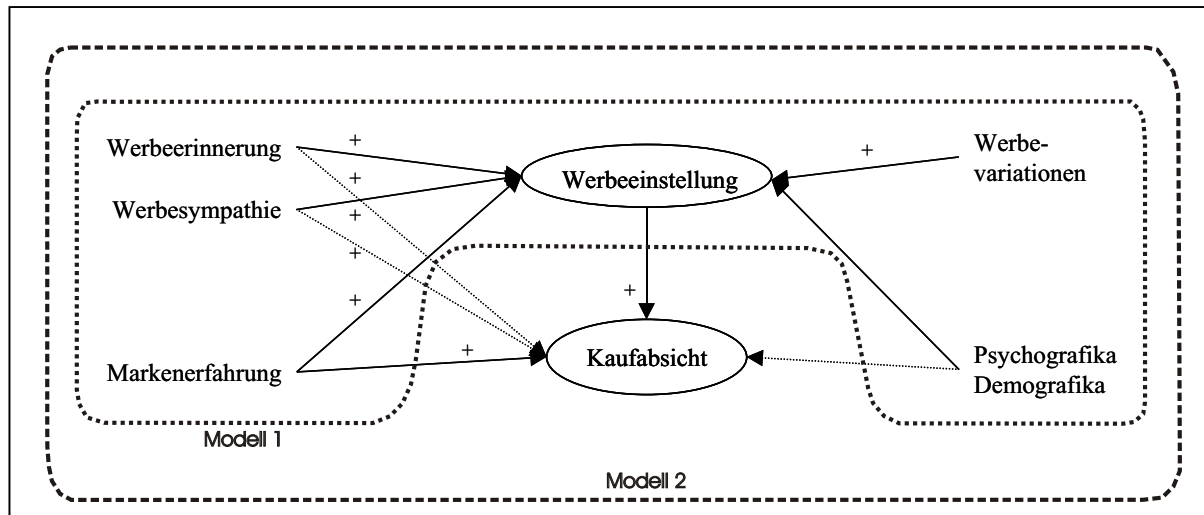 Werbeerinnerung
+
Werbeeinstellung
+
Werbe-
variationen
+
Werbesympathie
+
+
+
+
Markenerfahrung
+
Kaufabsicht
Psychografika
Demografika
Modell 1
Modell 2